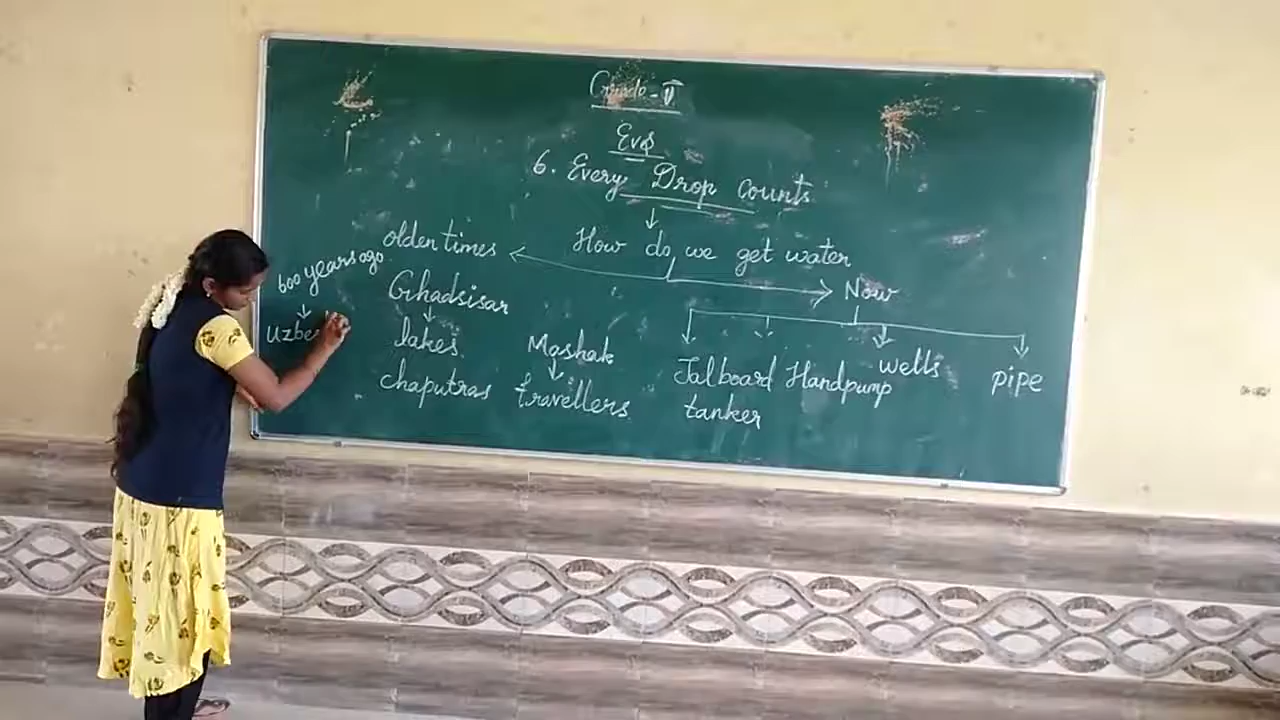 Grade - V
Evs
6. Every Drop Counts
How do we get water
olden times
Now
600 years ago
Uzbe
Ghadsisar
lakes
chaputras
Mashak
travellers
Jalboard
tanker
Handpump
wells
pipe